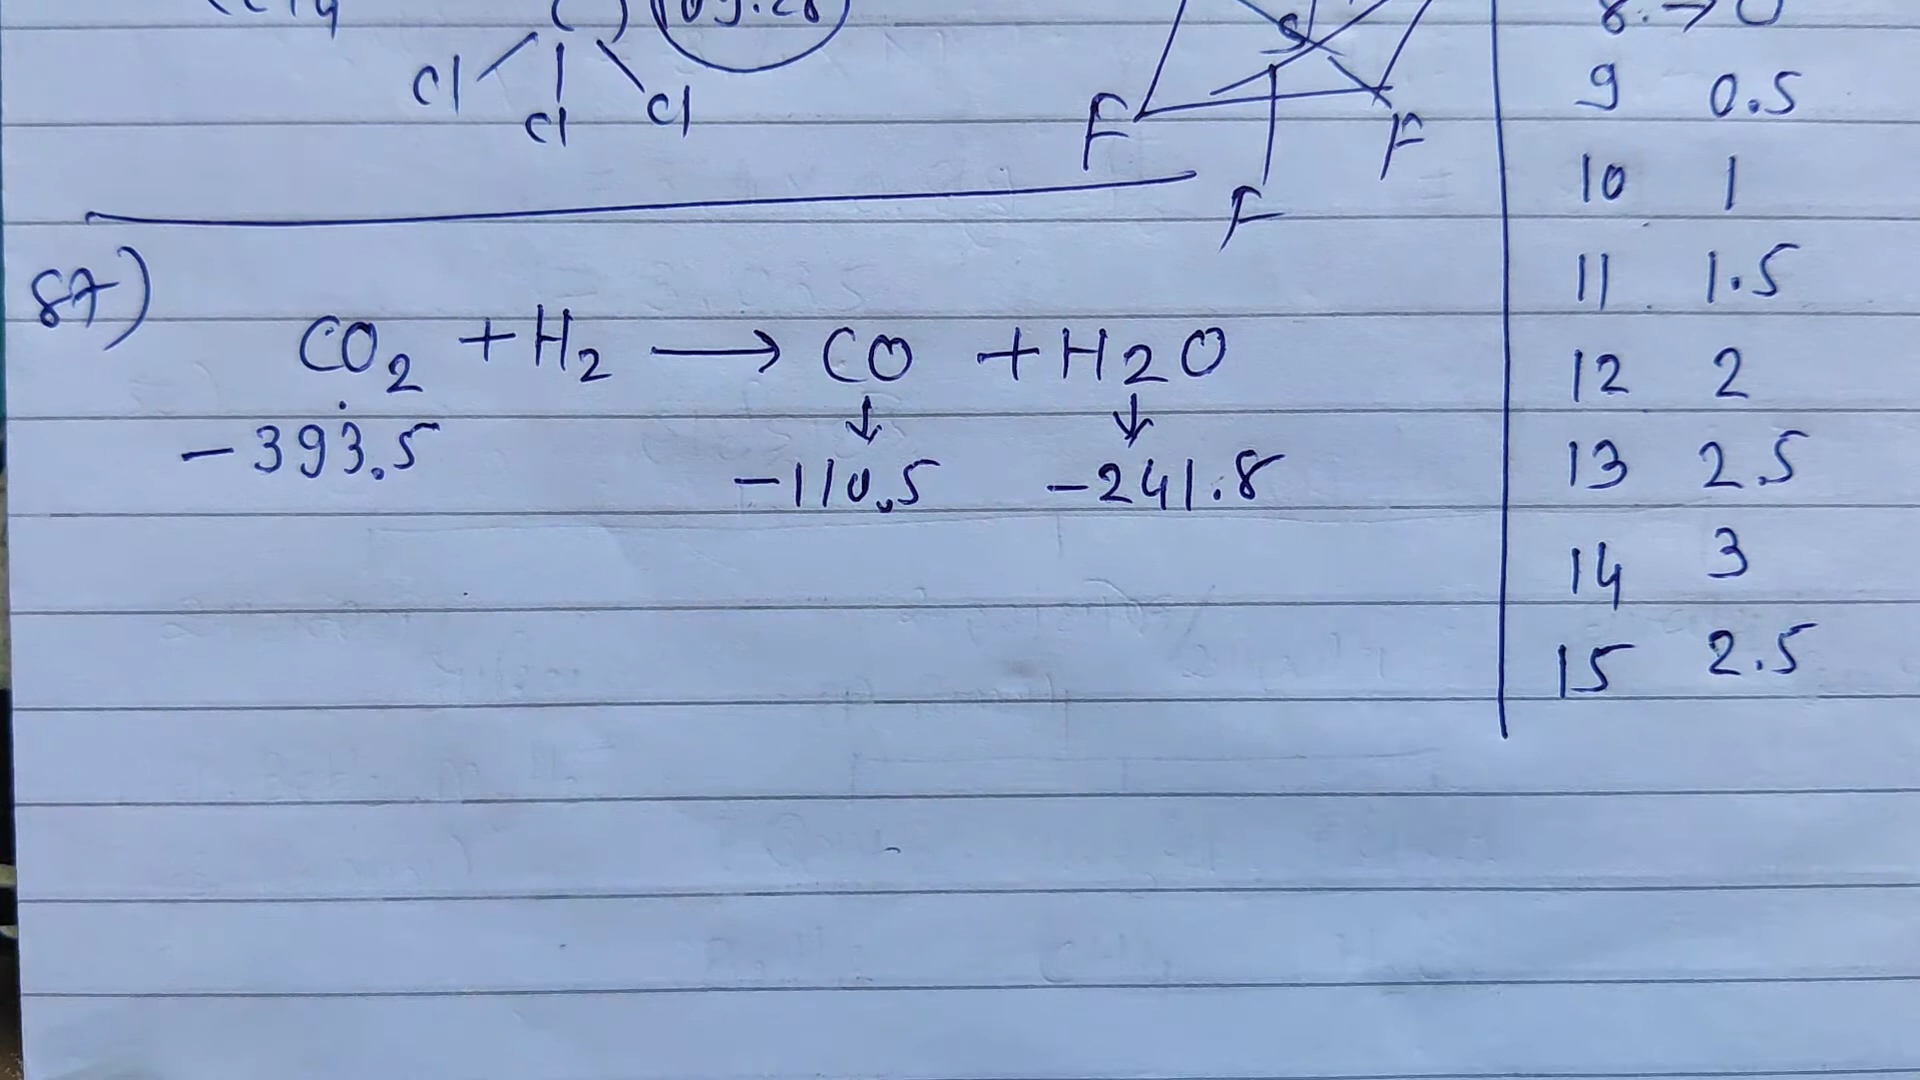 Cl Cl Cl
S
F F
F
87)
CO2 + H2 → CO + H2O
↓ ↓
-393.5 -110.5 -241.8
8. → 0
9 0.5
10 1
11 1.5
12 2
13 2.5
14 3
15 2.5